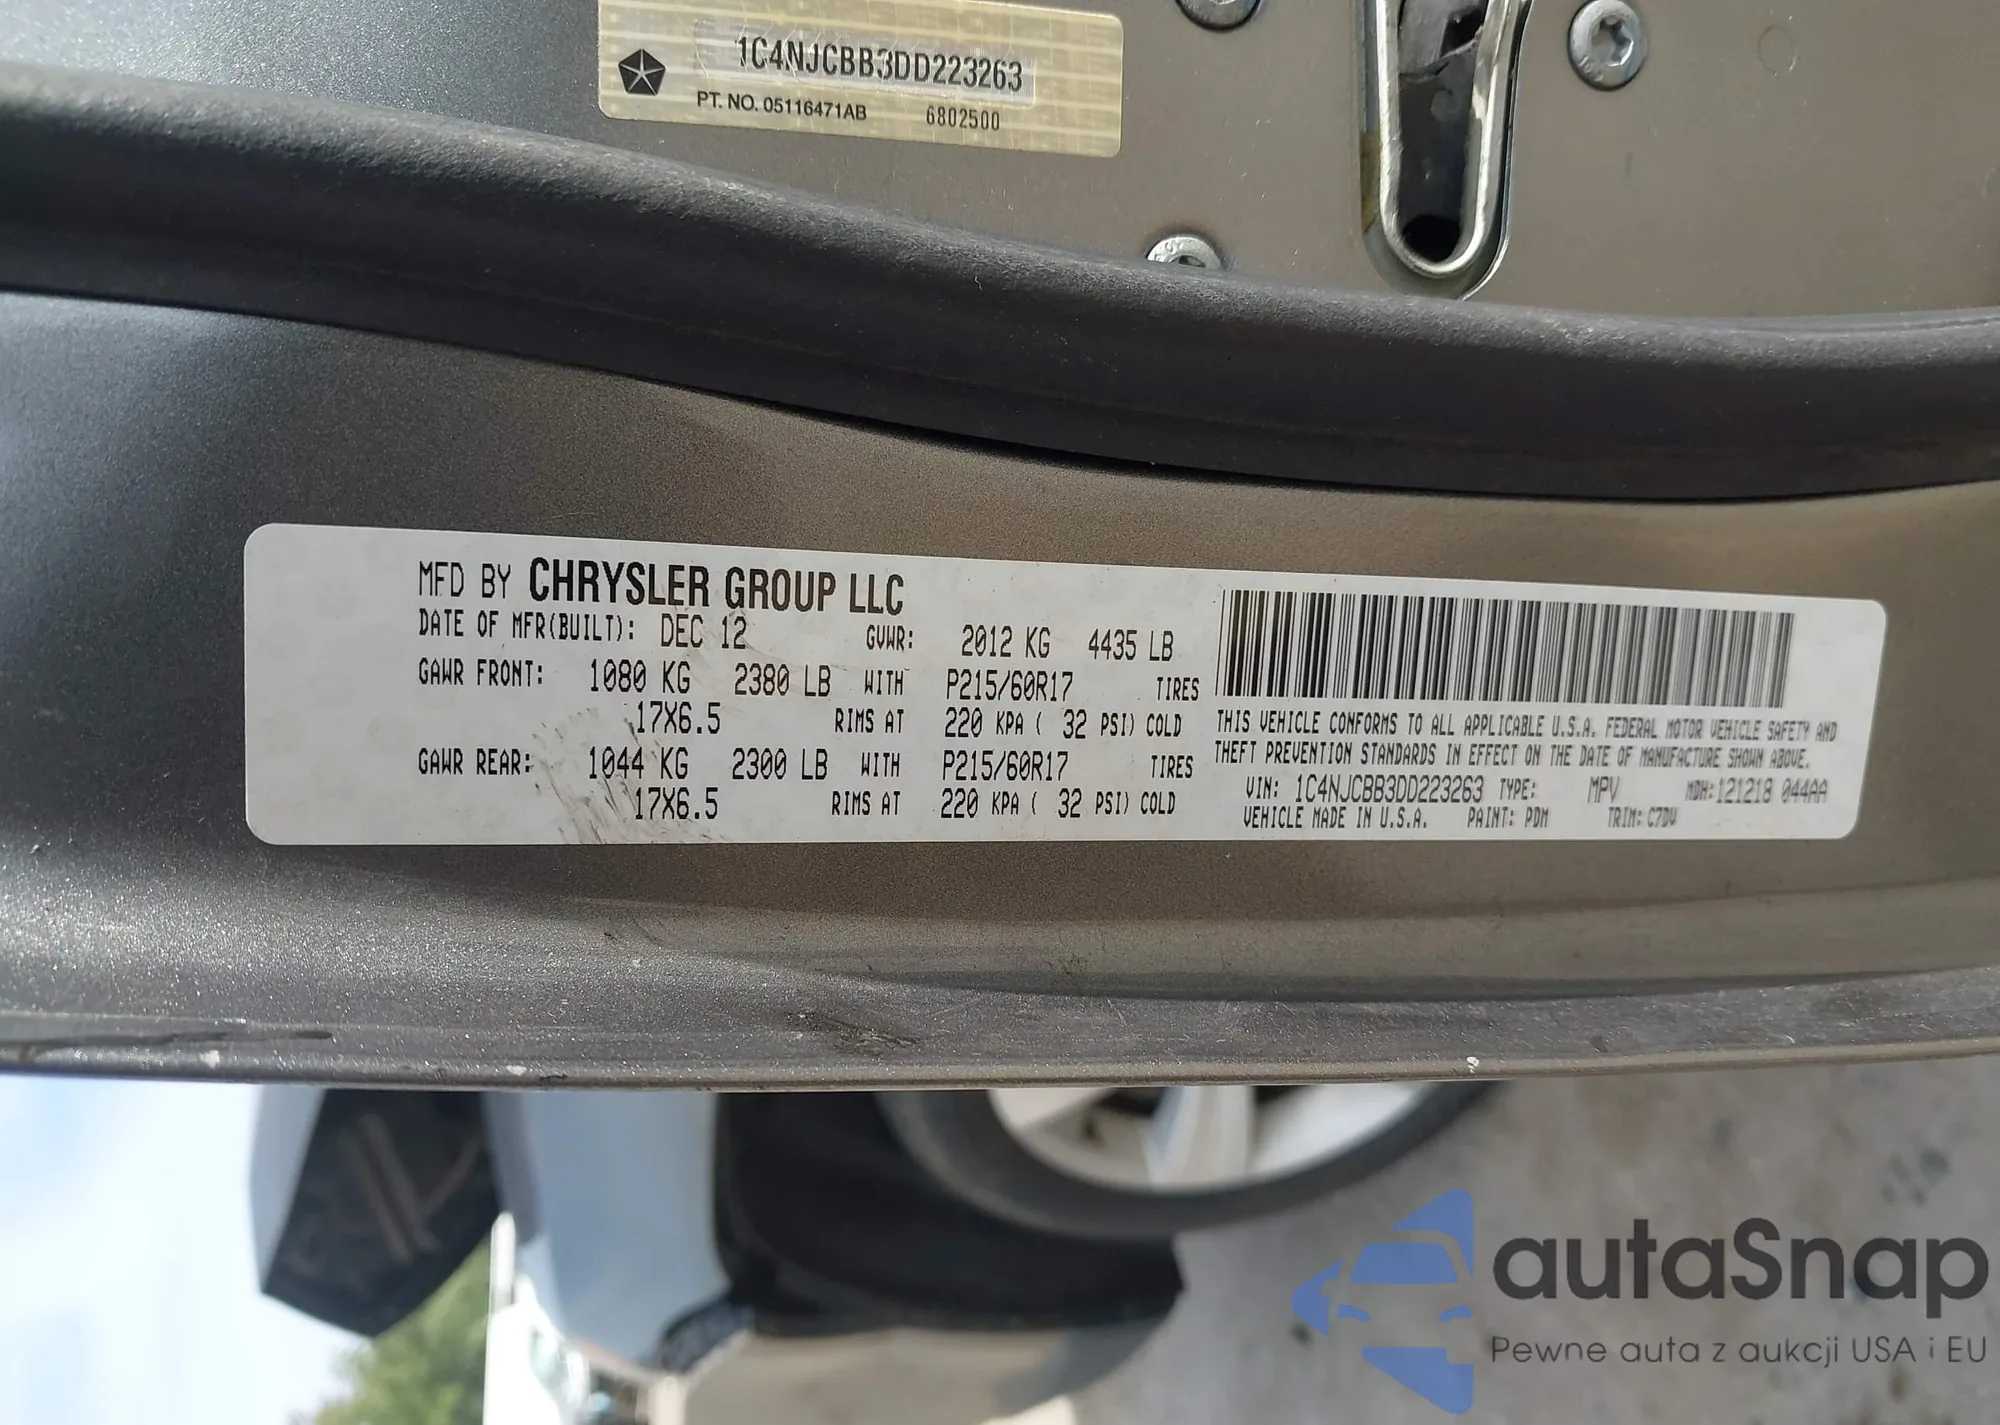 1C4NJCBB3DD223263
PT. NO. 05116471AB 6802500
MFD BY CHRYSLER GROUP LLC
DATE OF MFR(BUILT): DEC 12 GVWR: 2012 KG 4435 LB
GAWR FRONT: 1080 KG 2380 LB WITH P215/60R17 TIRES
17X6.5 RIMS AT 220 KPA ( 32 PSI) COLD
GAWR REAR: 1044 KG 2300 LB WITH P215/60R17 TIRES
17X6.5 RIMS AT 220 KPA ( 32 PSI) COLD
THIS VEHICLE CONFORMS TO ALL APPLICABLE U.S.A. FEDERAL MOTOR VEHICLE SAFETY AND
THEFT PREVENTION STANDARDS IN EFFECT ON THE DATE OF MANUFACTURE SHOWN ABOVE.
VIN: 1C4NJCBB3DD223263 TYPE: MPV MDH:121218 044AA
VEHICLE MADE IN U.S.A. PAINT: PDM TRIM: C7DV
autaSnap
Pewne auta z aukcji USA i EU